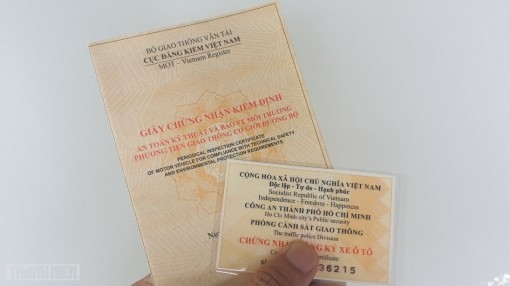 BỘ GIAO THÔNG VẬN TẢI
CỤC ĐĂNG KIỂM VIỆT NAM
MOT - Vietnam Register
GIẤY CHỨNG NHẬN KIỂM ĐỊNH
AN TOÀN KỸ THUẬT VÀ BẢO VỆ MÔI TRƯỜNG
PHƯƠNG TIỆN GIAO THÔNG CƠ GIỚI ĐƯỜNG BỘ
PERIODICAL INSPECTION CERTIFICATE
OF MOTOR VEHICLE FOR COMPLIANCE WITH TECHNICAL SAFETY
AND ENVIRONMENTAL PROTECTION REQUIREMENTS
CỘNG HÒA XÃ HỘI CHỦ NGHĨA VIỆT NAM
Độc lập - Tự do - Hạnh phúc
Socialist Republic of Vietnam
Independence - Freedom - Happiness
CÔNG AN THÀNH PHỐ HỒ CHÍ MINH
Ho Chi Minh city's Public security
PHÒNG CẢNH SÁT GIAO THÔNG
The traffic police Division
CHỨNG NHẬN KÝ XE Ô TÔ
36215
THANH NIÊN